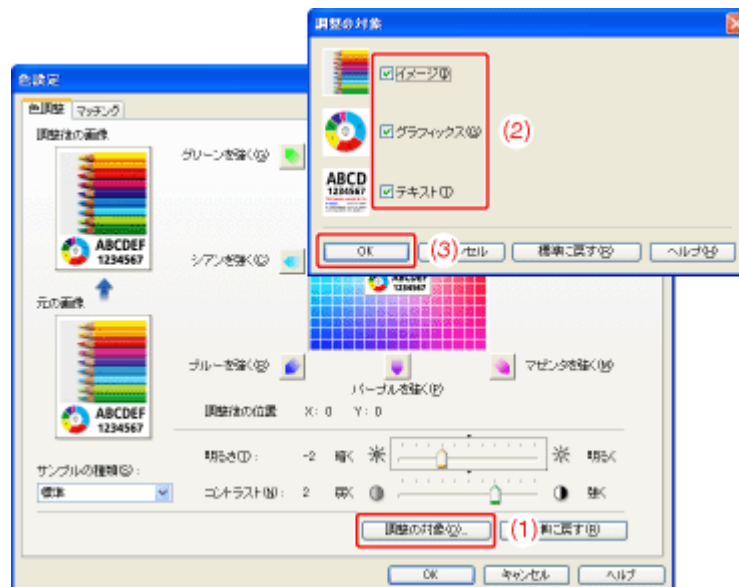 調整の対象
イメージ(I)
グラフィックス(G)
(2)
ABCD
1234567
テキスト(T)
OK
(3)
セル
標準に戻す(R)
ヘルプ(H)
色設定
色調整
マッチング
調整後の画像
グリーンを強く(G)
ABCDEF
1234567
シアンを強く(C)
元の画像
ABCDEF
1234567
ブルーを強く(B)
マゼンタを強く(M)
パープルを強く(P)
調整後の位置 X: 0 Y: 0
サンプルの種類(S):
標準
明るさ(T): -2 暗く 明るく
コントラスト(N): 2 弱く 強く
調整の対象(O)...
(1)
に戻す(R)
OK
キャンセル
ヘルプ